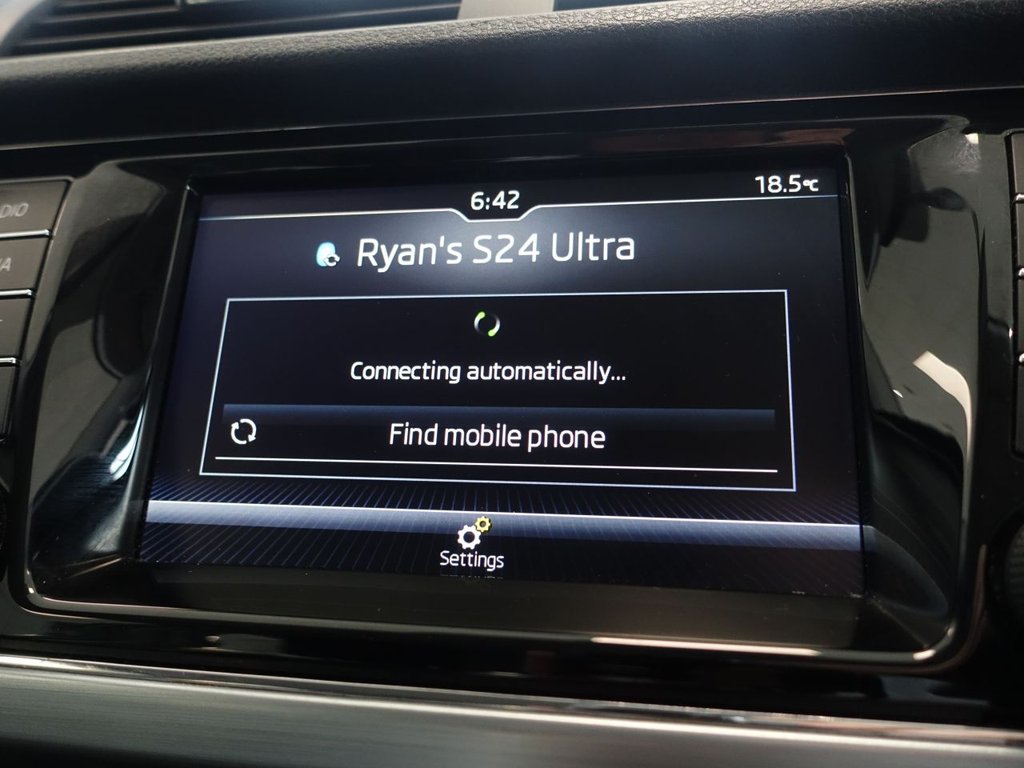 6:42
18.5°C
Ryan's S24 Ultra
Connecting automatically...
Find mobile phone
Settings